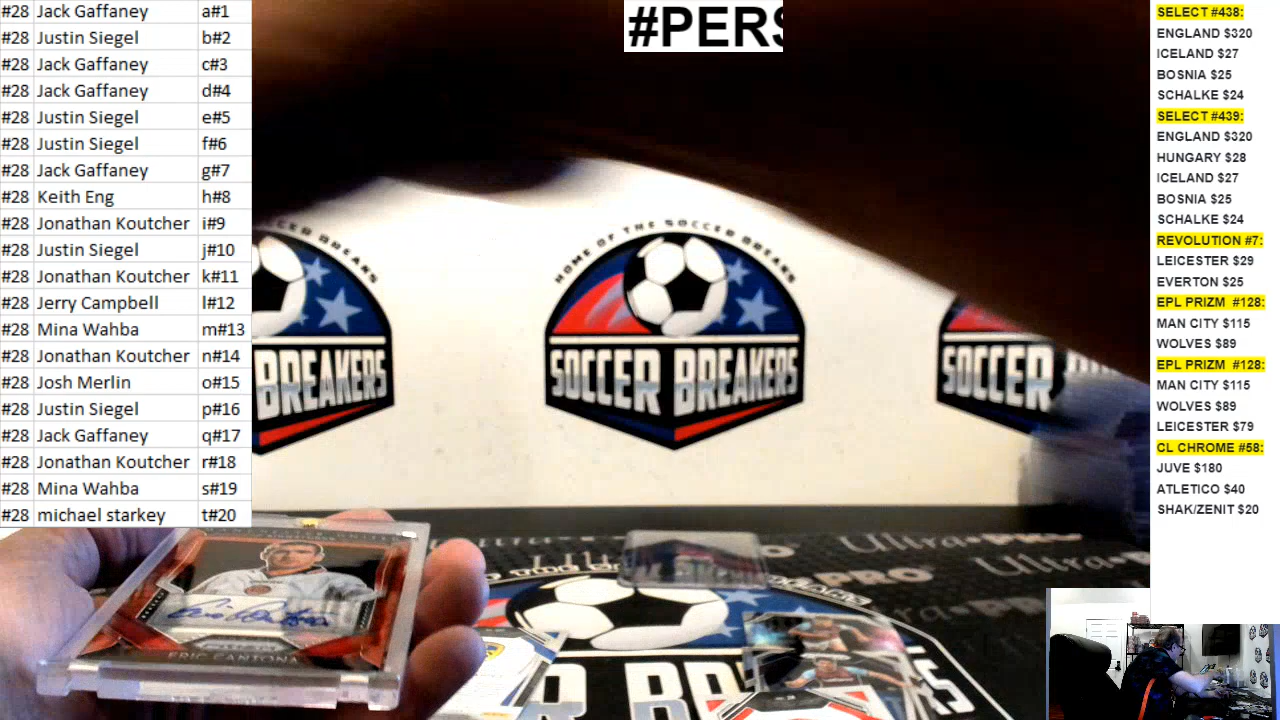 #28 Jack Gaffaney a#1
#28 Justin Siegel b#2
#28 Jack Gaffaney c#3
#28 Jack Gaffaney d#4
#28 Justin Siegel e#5
#28 Justin Siegel f#6
#28 Jack Gaffaney g#7
#28 Keith Eng h#8
#28 Jonathan Koutcher i#9
#28 Justin Siegel j#10
#28 Jonathan Koutcher k#11
#28 Jerry Campbell l#12
#28 Mina Wahba m#13
#28 Jonathan Koutcher n#14
#28 Josh Merlin o#15
#28 Justin Siegel p#16
#28 Jack Gaffaney q#17
#28 Jonathan Koutcher r#18
#28 Mina Wahba s#19
#28 michael starkey t#20
#PERS
HOME OF THE SOCCER BREAKS
SOCCER BREAKERS
BREAKERS
SOCCER
ERIC CANTONA
Ultra PRO
SELECT #438:
ENGLAND $320
ICELAND $27
BOSNIA $25
SCHALKE $24
SELECT #439:
ENGLAND $320
HUNGARY $28
ICELAND $27
BOSNIA $25
SCHALKE $24
REVOLUTION #7:
LEICESTER $29
EVERTON $25
EPL PRIZM #128:
MAN CITY $115
WOLVES $89
EPL PRIZM #128:
MAN CITY $115
WOLVES $89
LEICESTER $79
CL CHROME #58:
JUVE $180
ATLETICO $40
SHAK/ZENIT $20